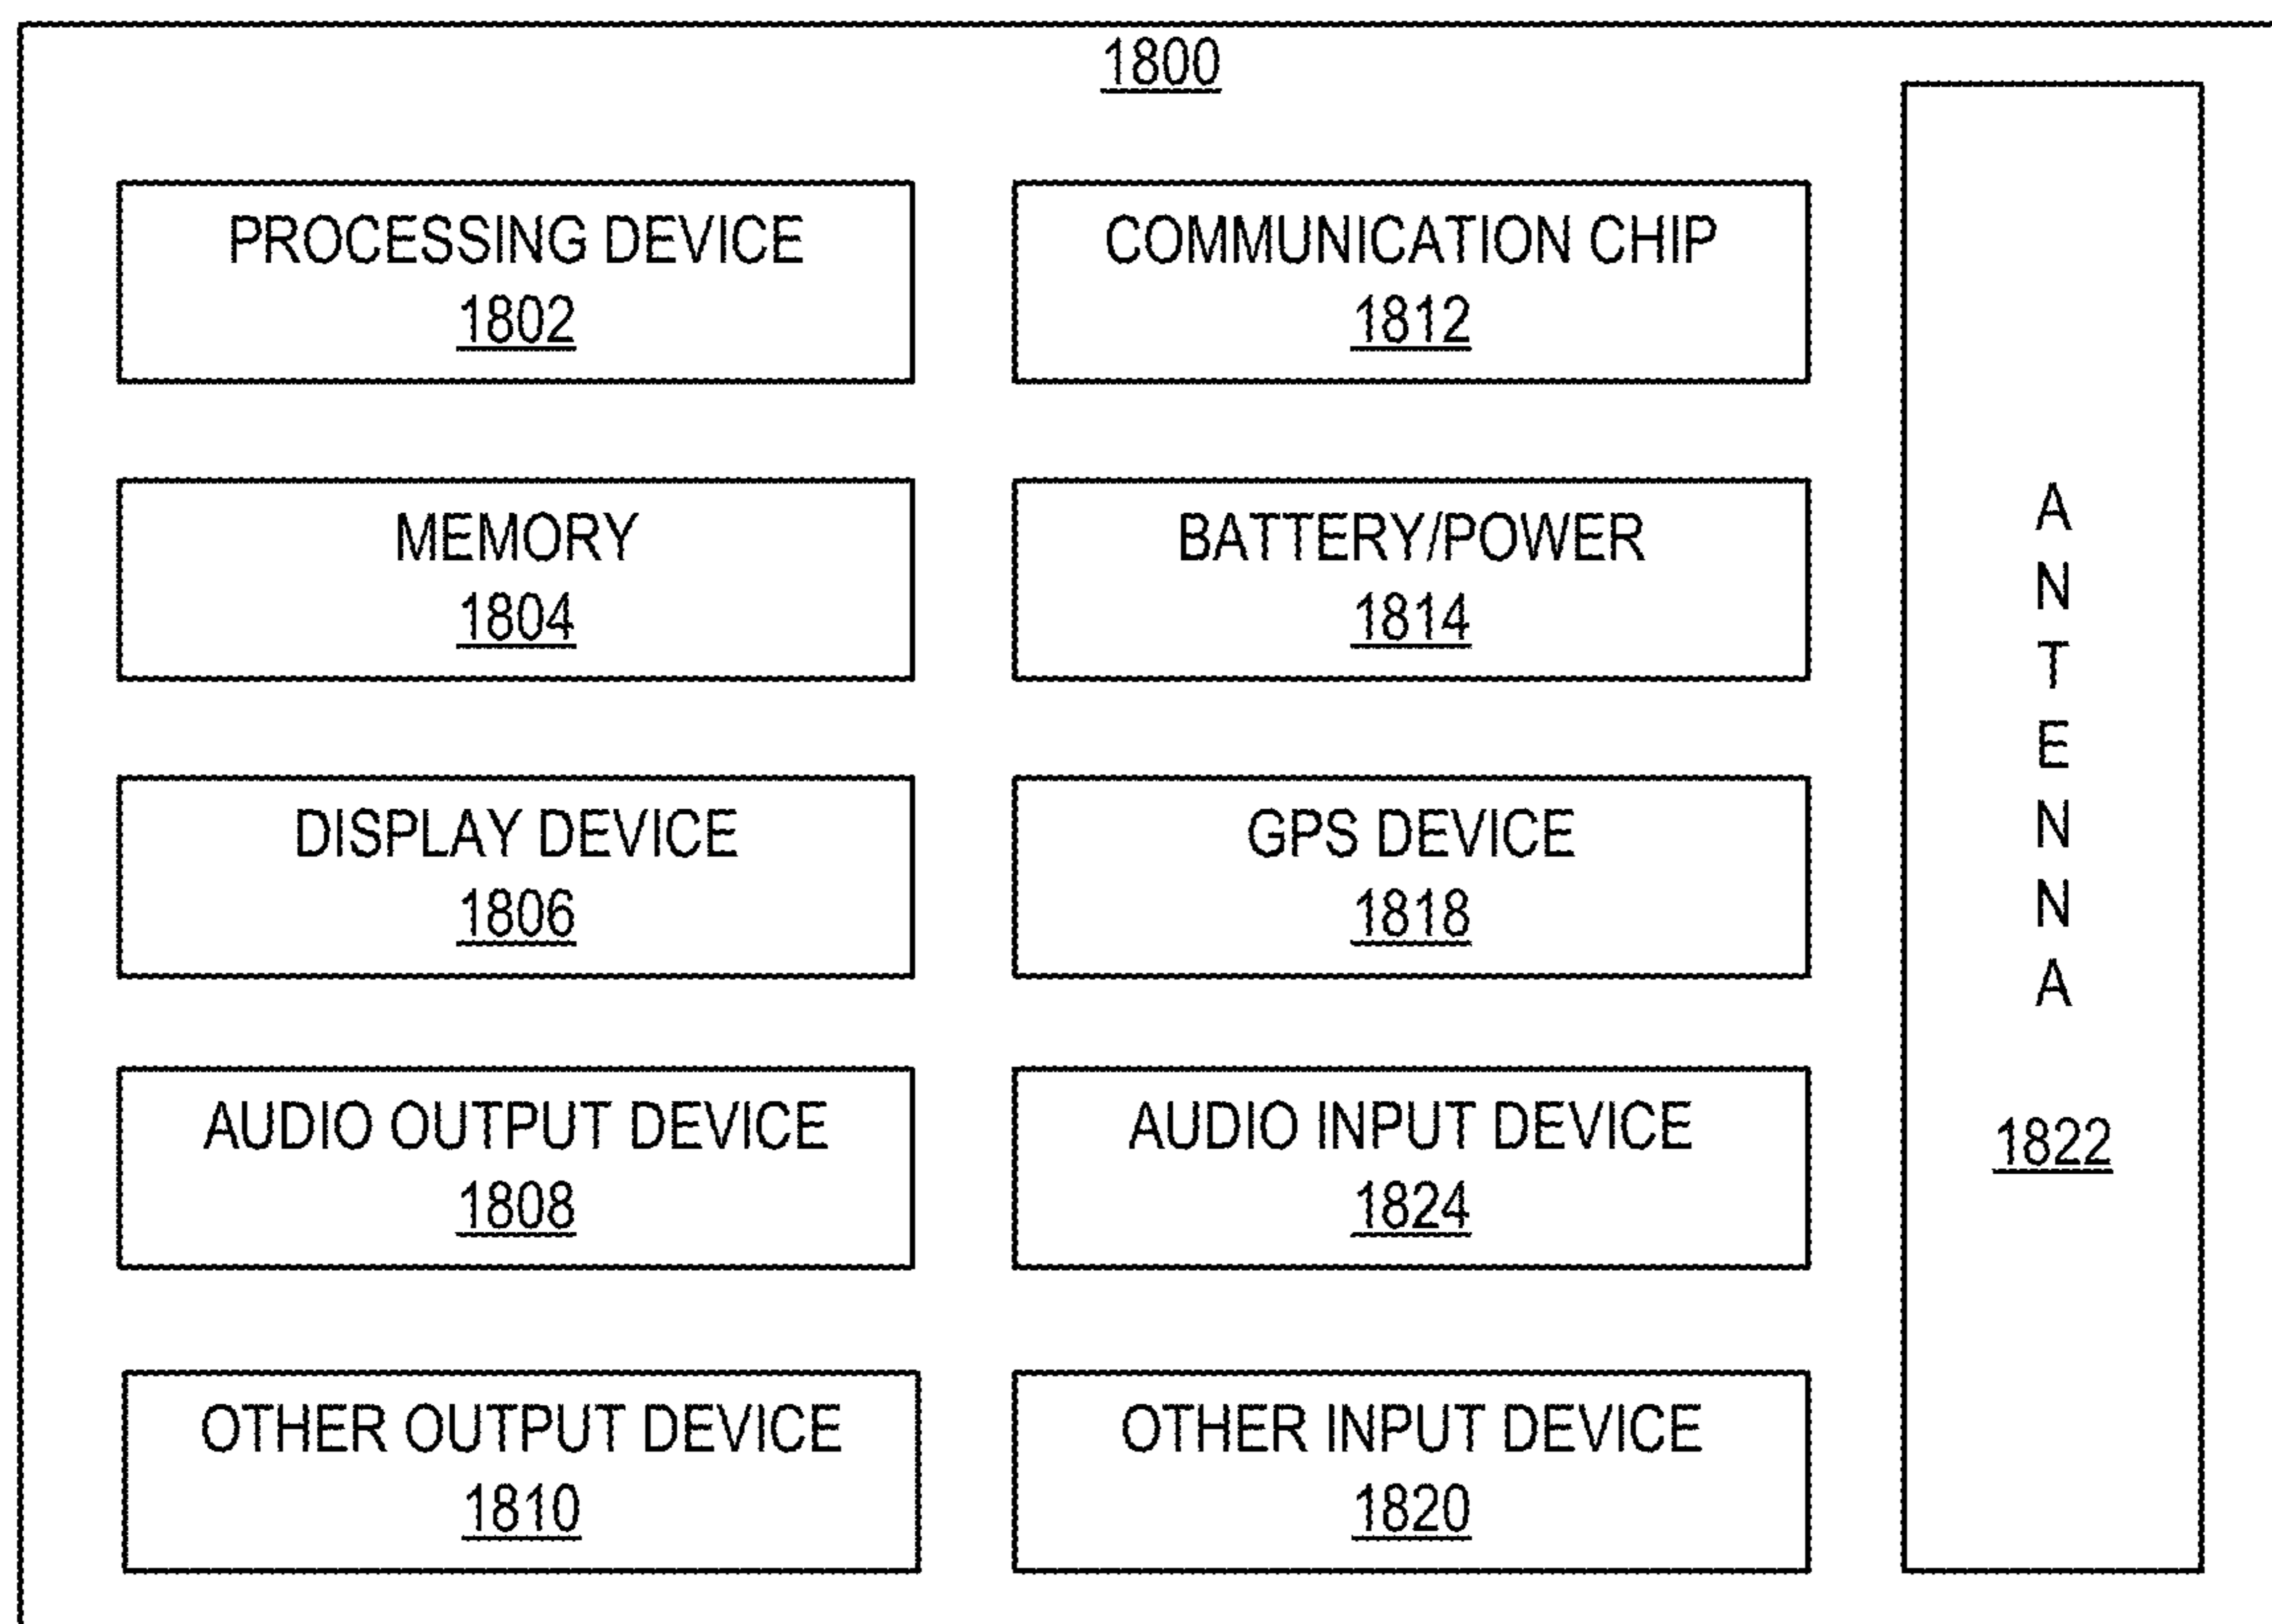 1800
PROCESSING DEVICE
1802
COMMUNICATION CHIP
1812
MEMORY
1804
BATTERY/POWER
1814
DISPLAY DEVICE
1806
GPS DEVICE
1818
AUDIO OUTPUT DEVICE
1808
AUDIO INPUT DEVICE
1824
OTHER OUTPUT DEVICE
1810
OTHER INPUT DEVICE
1820
ANTENNA
1822